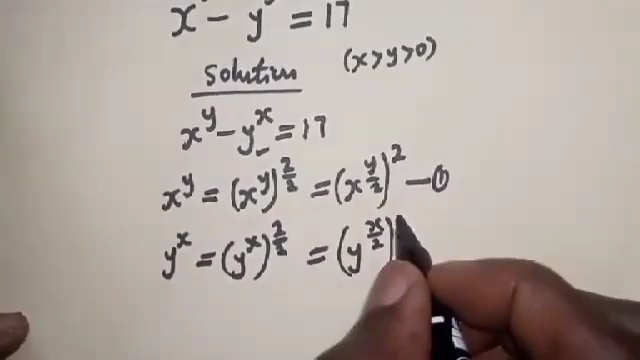 x - y = 17
Solution (x > y > 0)
x^y - y^x = 17
x^y = (x^y)^{2/2} = (x^{y/2})^2 - ①
y^x = (y^x)^{2/2} = (y^{x/2})